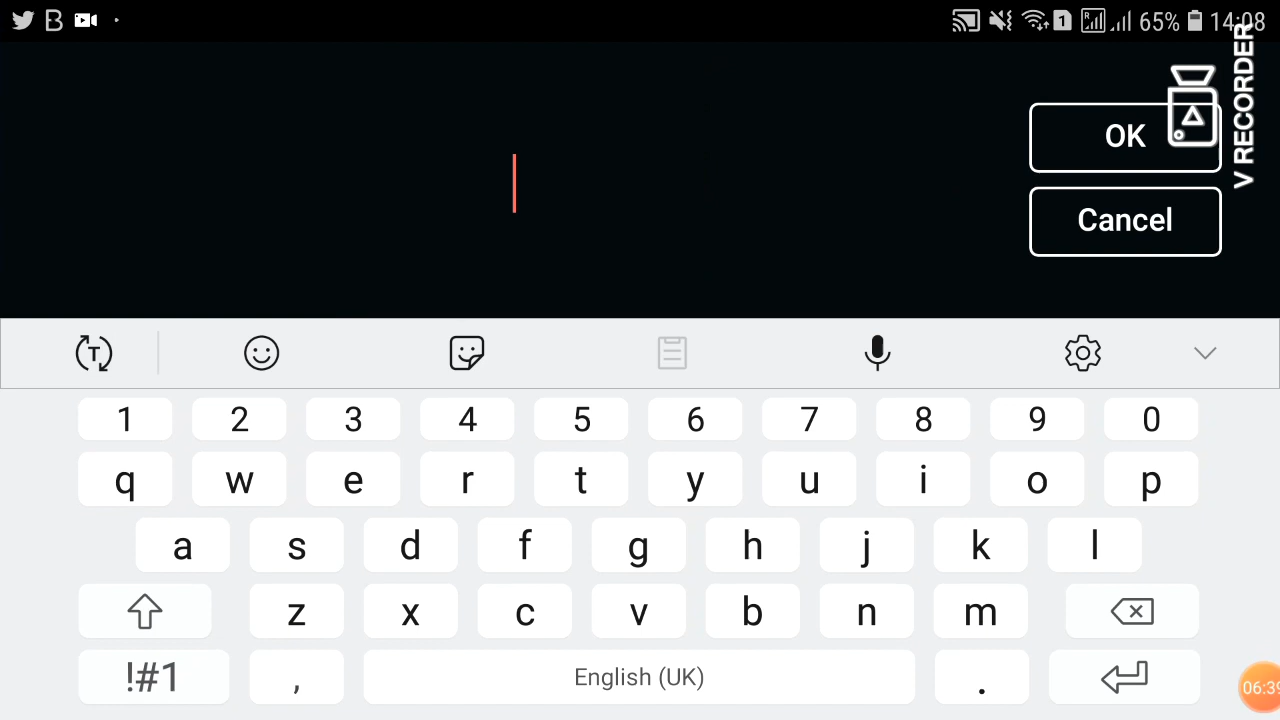 1 65% 14:08
V RECORDER
OK
Cancel
T
1 2 3 4 5 6 7 8 9 0
q w e r t y u i o p
a s d f g h j k l
z x c v b n m
!#1 , English (UK) .
06:39